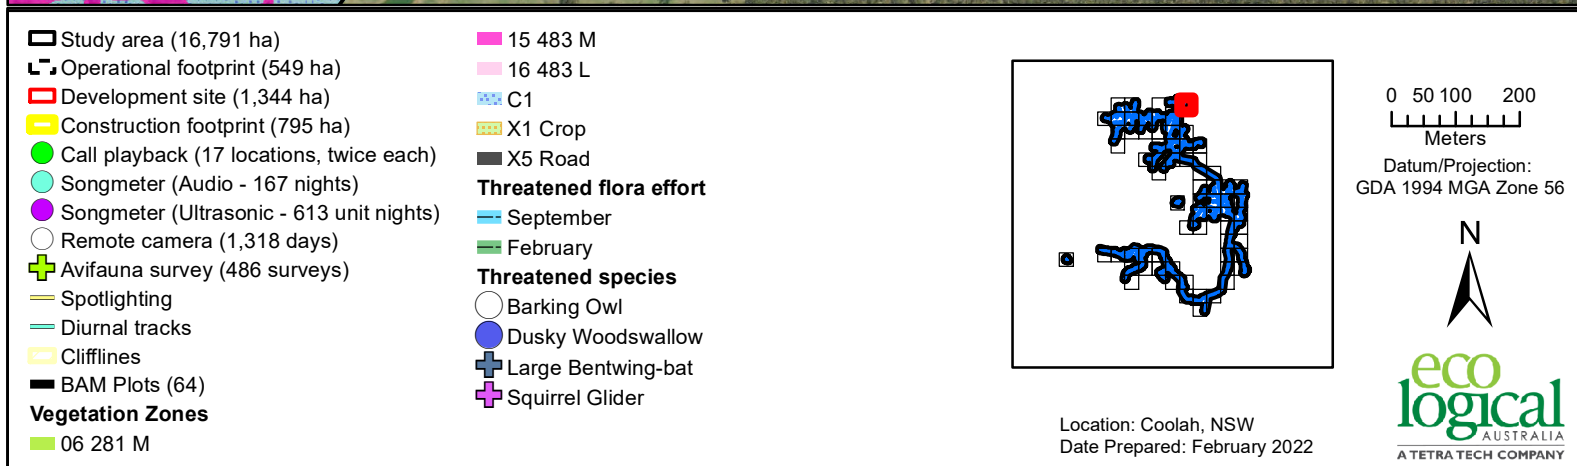 Study area (16,791 ha)
Operational footprint (549 ha)
Development site (1,344 ha)
Construction footprint (795 ha)
Call playback (17 locations, twice each)
Songmeter (Audio - 167 nights)
Songmeter (Ultrasonic - 613 unit nights)
Remote camera (1,318 days)
Avifauna survey (486 surveys)
Spotlighting
Diurnal tracks
Clifflines
BAM Plots (64)
Vegetation Zones
06 281 M
15 483 M
16 483 L
C1
X1 Crop
X5 Road
Threatened flora effort
September
February
Threatened species
Barking Owl
Dusky Woodswallow
Large Bentwing-bat
Squirrel Glider
Location: Coolah, NSW
Date Prepared: February 2022
0 50 100 200
Meters
Datum/Projection:
GDA 1994 MGA Zone 56
N
eco
logical
AUSTRALIA
A TETRA TECH COMPANY